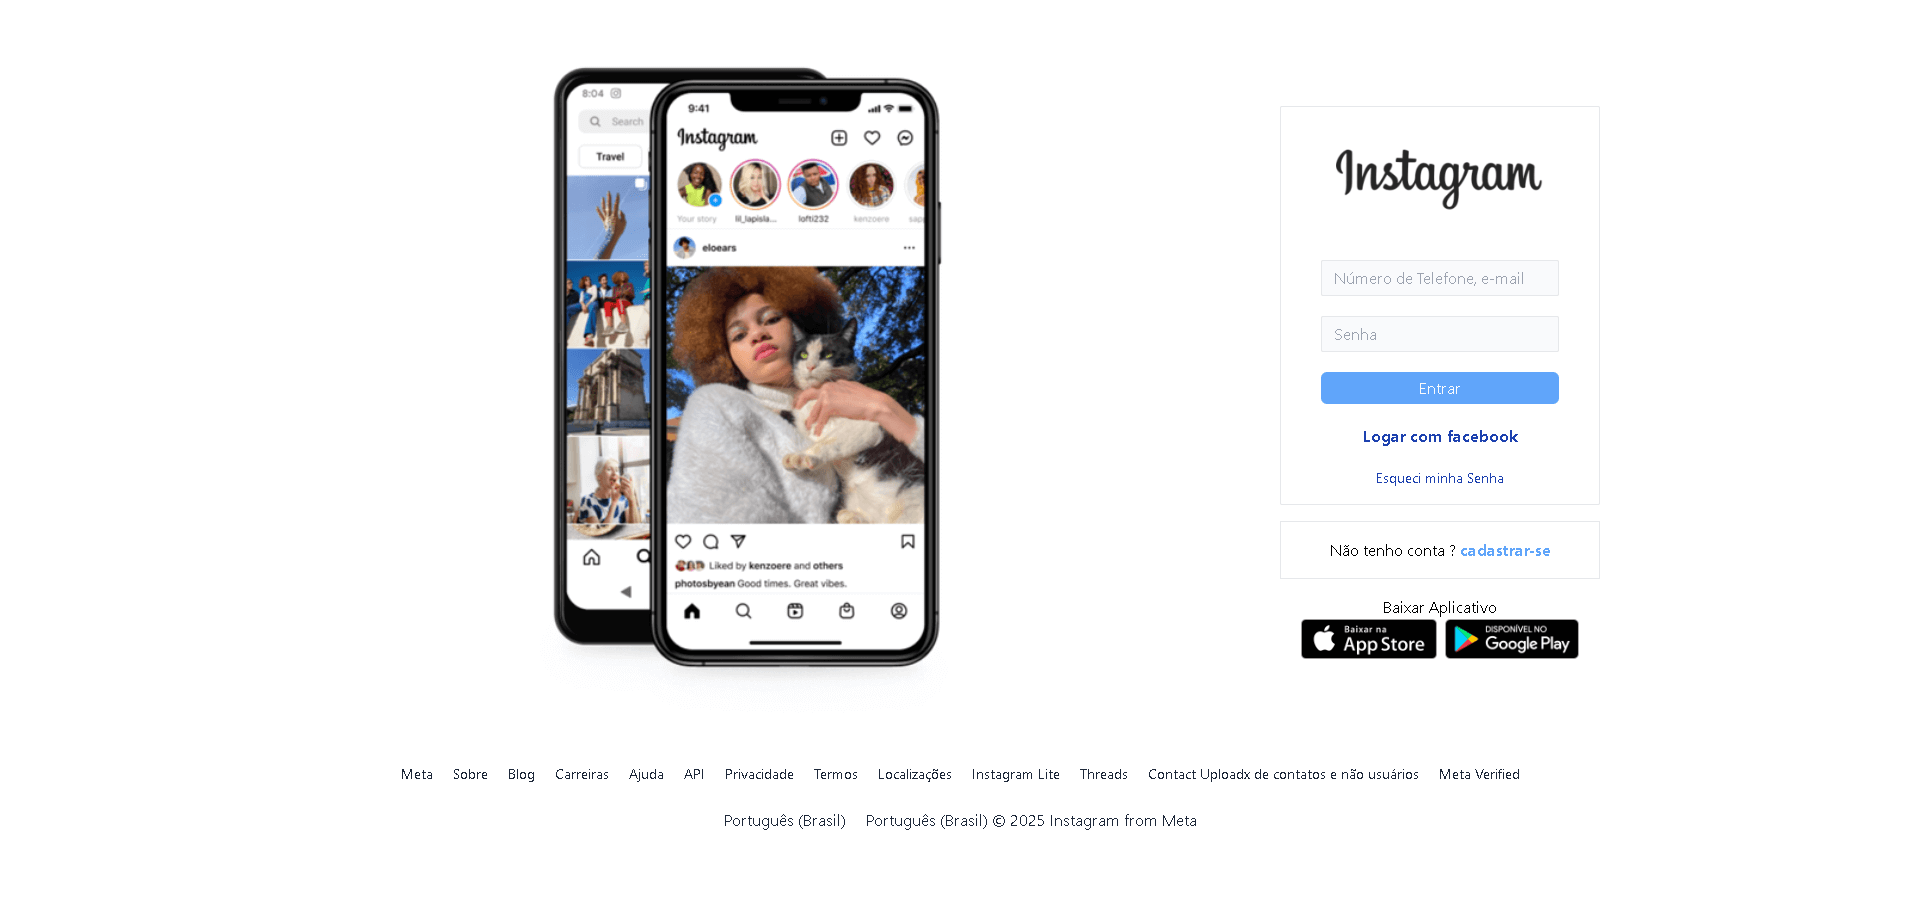 8:04
Search
Travel
9:41
Instagram
Your story
lil_lapisla...
lofti232
kenzoere
sapp
eloears
Liked by kenzoere and others
photosbyean Good times. Great vibes.
Instagram
Número de Telefone, e-mail
Senha
Entrar
Logar com facebook
Esqueci minha Senha
Não tenho conta ? cadastrar-se
Baixar Aplicativo
Baixar na
App Store
DISPONÍVEL NO
Google Play
Meta Sobre Blog Carreiras Ajuda API Privacidade Termos Localizações Instagram Lite Threads Contact Uploadx de contatos e não usuários Meta Verified
Português (Brasil) Português (Brasil) © 2025 Instagram from Meta